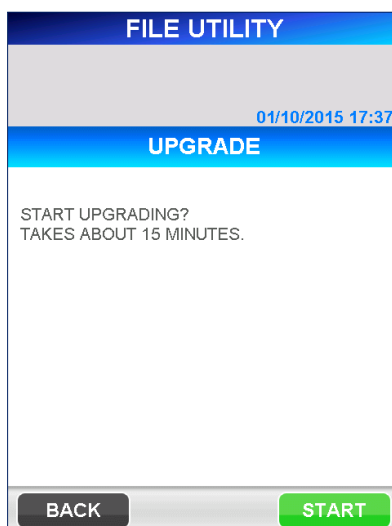 FILE UTILITY
01/10/2015 17:37
UPGRADE
START UPGRADING?
TAKES ABOUT 15 MINUTES.
BACK
START